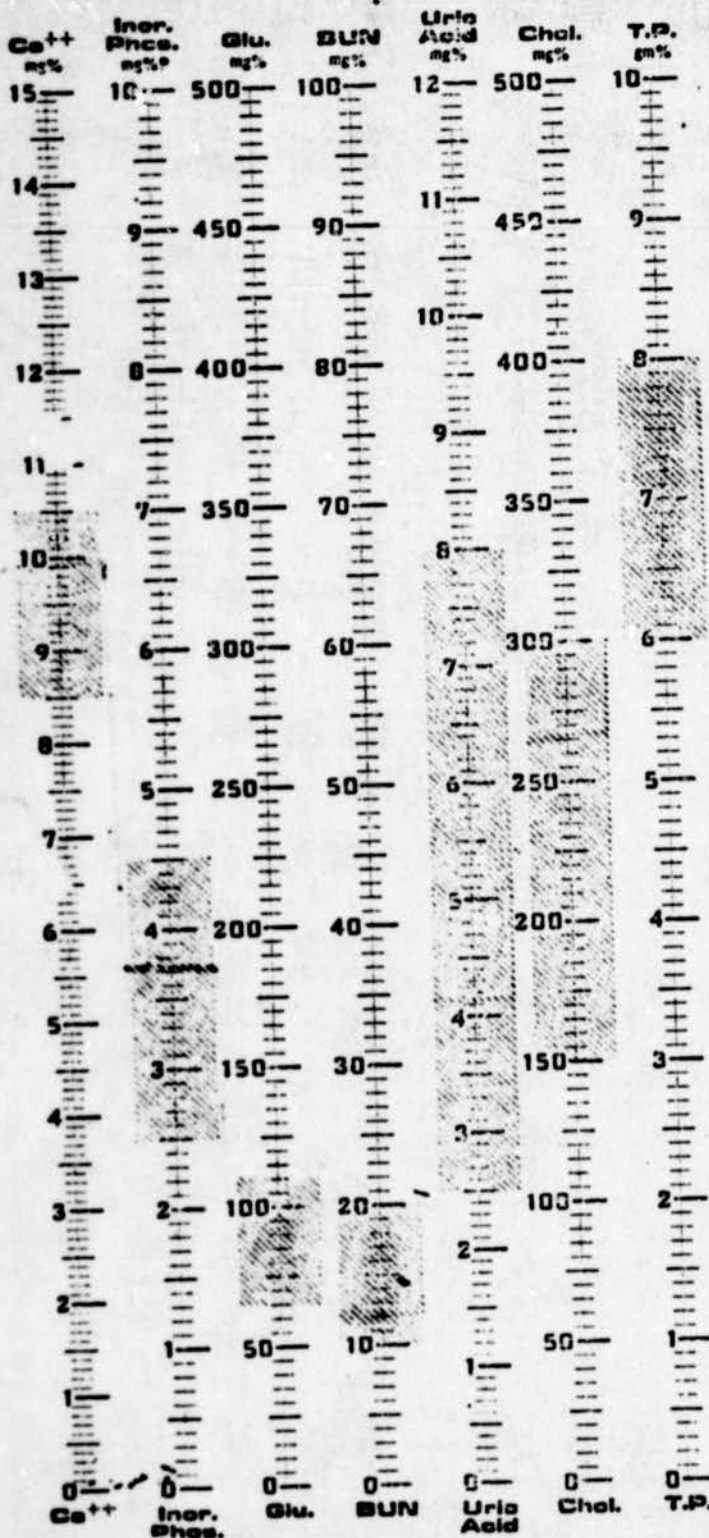 Ca++ Inor. Phos. Glu. BUN Uric Acid Chol. T.P.
mg% mg%P mg% mg% mg% mg% gm%
15 10 500 100 12 500 10
14
9 450 90 11 450 9
13
10
12 8 400 80 400 8
9
11
7 350 70 350 7
10 8
9 6 300 60 7 300 6
8
5 250 50 6 250 5
7
6 4 200 40 5 200 4
5 4
3 150 30 150 3
4 3
3 2 100 20 100 2
2
2
1 50 10 1 50 1
1
0 0 0 0 0 0 0
Ca++ Inor. Phos. Glu. BUN Uric Acid Chol. T.P.